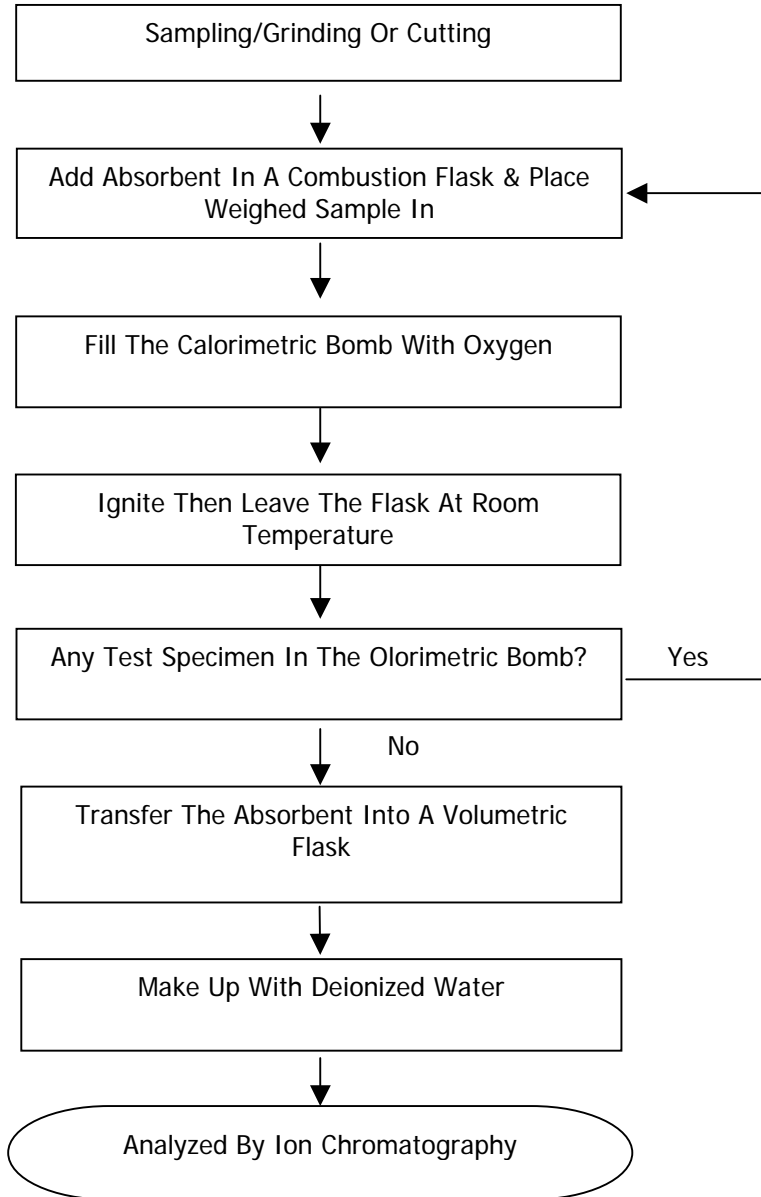 Sampling/Grinding Or Cutting
Add Absorbent In A Combustion Flask & Place
Weighed Sample In
Fill The Calorimetric Bomb With Oxygen
Ignite Then Leave The Flask At Room
Temperature
Any Test Specimen In The Olorimetric Bomb?
Yes
No
Transfer The Absorbent Into A Volumetric
Flask
Make Up With Deionized Water
Analyzed By Ion Chromatography